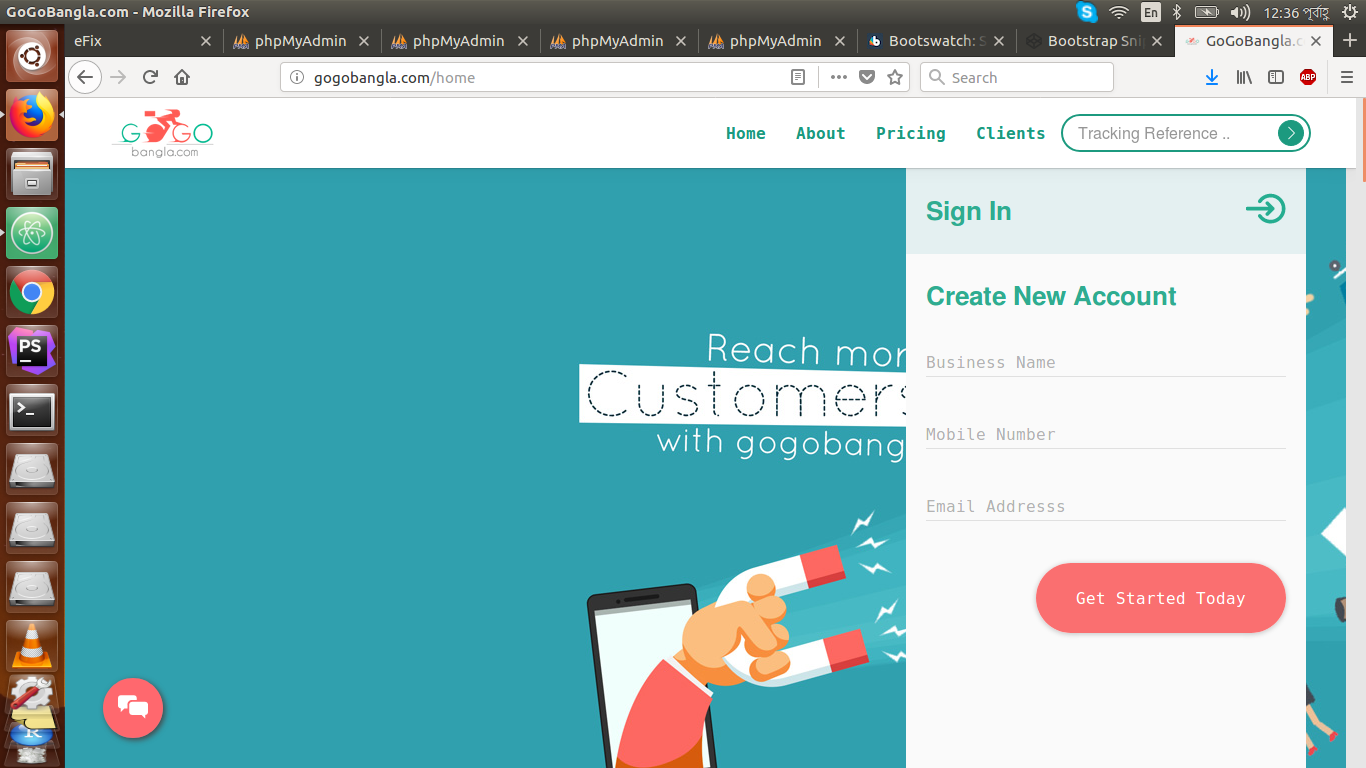 GoGoBangla.com - Mozilla Firefox
En
12:36 পূর্বাহ্ণ
eFix
phpMyAdmin
phpMyAdmin
phpMyAdmin
phpMyAdmin
Bootswatch: S
Bootstrap Snip
GoGoBangla.c
gogobangla.com/home
Search
ABP
GOGO
bangla.com
Home
About
Pricing
Clients
Tracking Reference ..
Sign In
Create New Account
Business Name
Mobile Number
Email Addresss
Get Started Today
Reach mor
Customers
with gogobang
PS